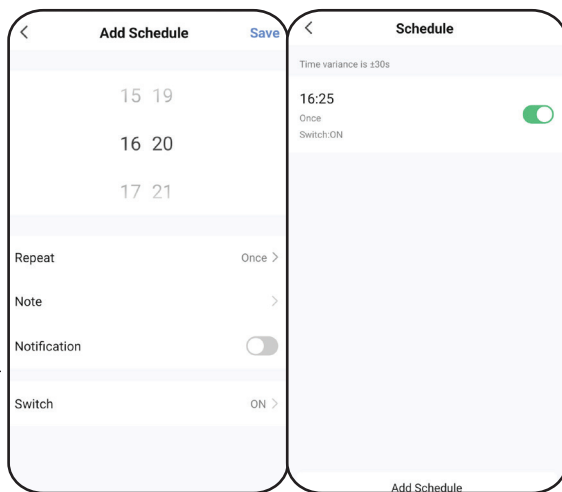 Add Schedule
Save
15 19
16 20
17 21
Repeat
Once
Note
Notification
Switch
ON
Schedule
Time variance is ±30s
16:25
Once
Switch:ON
Add Schedule